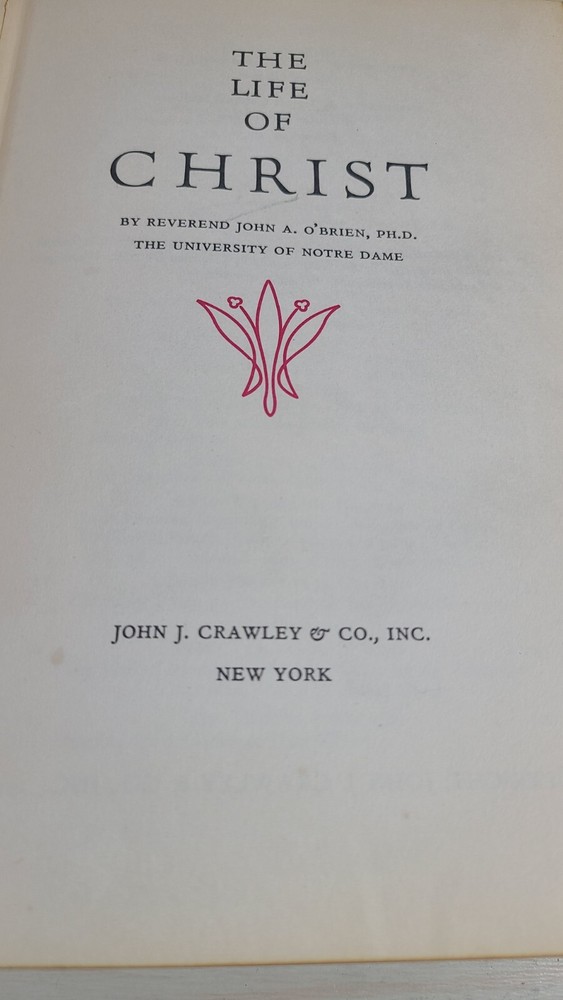 THE
LIFE
OF
CHRIST
BY REVEREND JOHN A. O'BRIEN, PH.D.
THE UNIVERSITY OF NOTRE DAME
JOHN J. CRAWLEY & CO., INC.
NEW YORK